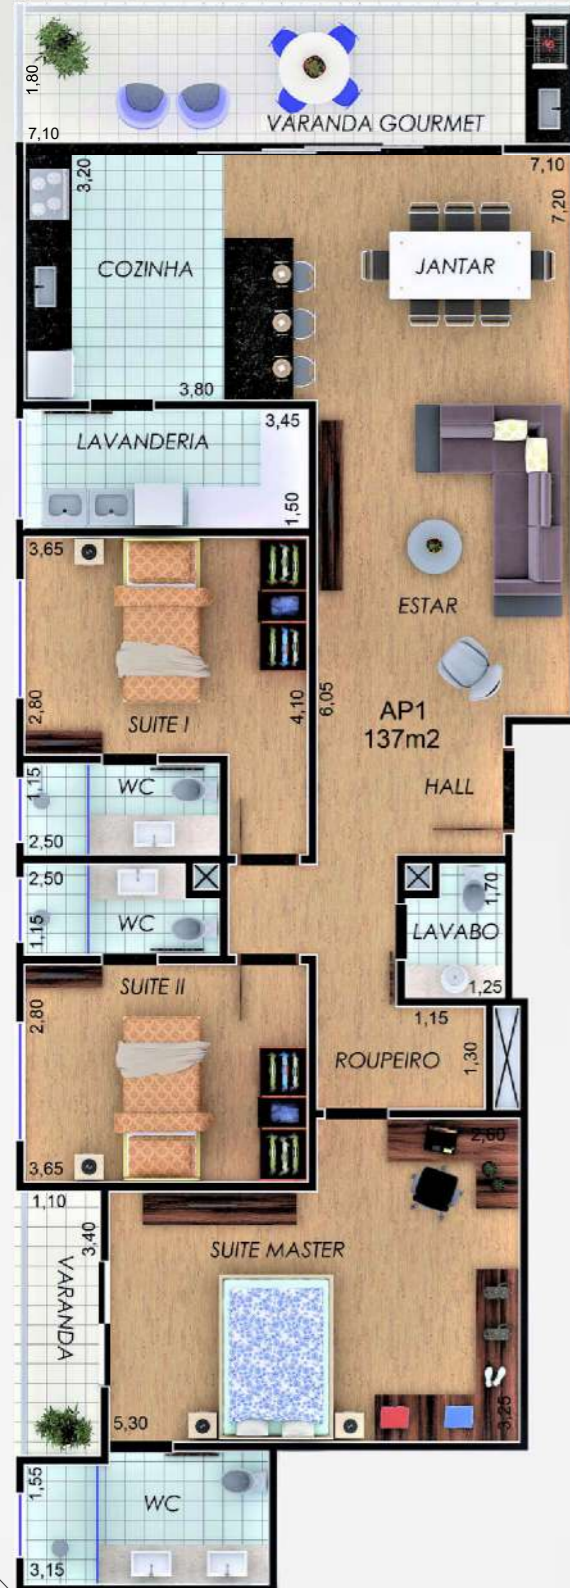 1,80
7,10
VARANDA GOURMET
7,10
3,20
7,20
COZINHA
JANTAR
3,80
3,45
LAVANDERIA
1,50
3,65
ESTAR
2,80
4,10
6,05
SUITE I
AP1
137m2
1,15
WC
HALL
2,50
2,50
1,15
WC
1,70
LAVABO
1,25
SUITE II
2,80
1,15
1,30
ROUPEIRO
2,60
3,65
1,10
3,40
SUITE MASTER
VARANDA
5,30
3,25
1,55
WC
3,15